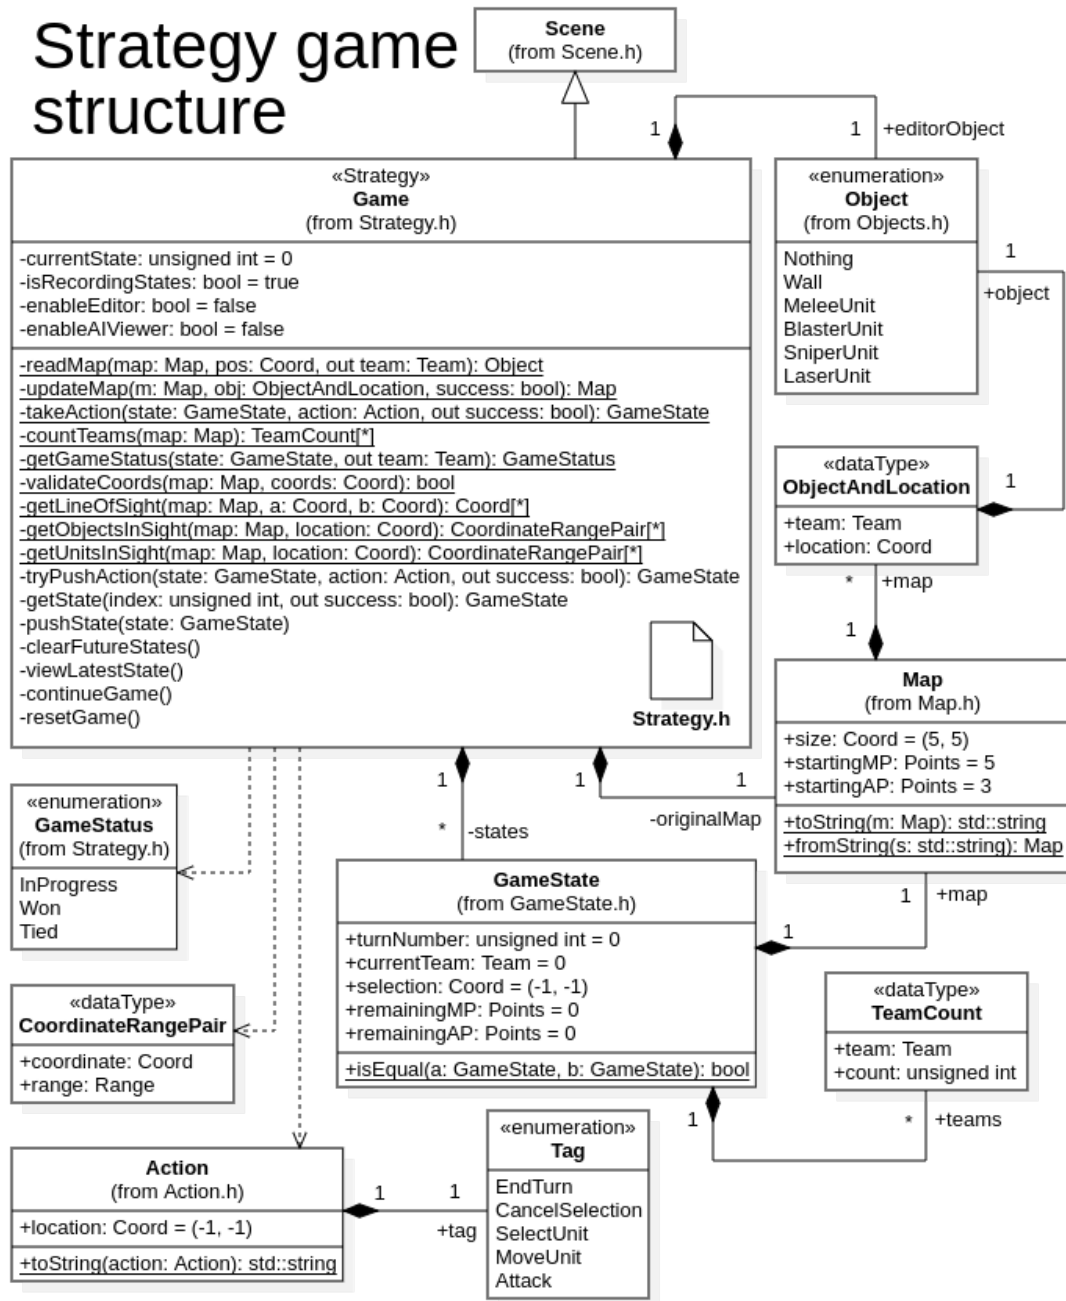 Strategy game
structure
Scene
(from Scene.h)
1
1
+editorObject
«Strategy»
Game
(from Strategy.h)
-currentState: unsigned int = 0
-isRecordingStates: bool = true
-enableEditor: bool = false
-enableAIViewer: bool = false
-readMap(map: Map, pos: Coord, out team: Team): Object
-updateMap(m: Map, obj: ObjectAndLocation, success: bool): Map
-takeAction(state: GameState, action: Action, out success: bool): GameState
-countTeams(map: Map): TeamCount[*]
-getGameStatus(state: GameState, out team: Team): GameStatus
-validateCoords(map: Map, coords: Coord): bool
-getLineOfSight(map: Map, a: Coord, b: Coord): Coord[*]
-getObjectsInSight(map: Map, location: Coord): CoordinateRangePair[*]
-getUnitsInSight(map: Map, location: Coord): CoordinateRangePair[*]
-tryPushAction(state: GameState, action: Action, out success: bool): GameState
-getState(index: unsigned int, out success: bool): GameState
-pushState(state: GameState)
-clearFutureStates()
-viewLatestState()
-continueGame()
-resetGame()
Strategy.h
«enumeration»
Object
(from Objects.h)
Nothing
Wall
MeleeUnit
BlasterUnit
SniperUnit
LaserUnit
1
+object
«dataType»
ObjectAndLocation
+team: Team
+location: Coord
1
*
+map
1
Map
(from Map.h)
+size: Coord = (5, 5)
+startingMP: Points = 5
+startingAP: Points = 3
+toString(m: Map): std::string
+fromString(s: std::string): Map
1
1
1
-originalMap
*
-states
«enumeration»
GameStatus
(from Strategy.h)
InProgress
Won
Tied
GameState
(from GameState.h)
+turnNumber: unsigned int = 0
+currentTeam: Team = 0
+selection: Coord = (-1, -1)
+remainingMP: Points = 0
+remainingAP: Points = 0
+isEqual(a: GameState, b: GameState): bool
1
+map
1
«dataType»
TeamCount
+team: Team
+count: unsigned int
1
*
+teams
«dataType»
CoordinateRangePair
+coordinate: Coord
+range: Range
Action
(from Action.h)
+location: Coord = (-1, -1)
+toString(action: Action): std::string
1
1
+tag
«enumeration»
Tag
EndTurn
CancelSelection
SelectUnit
MoveUnit
Attack